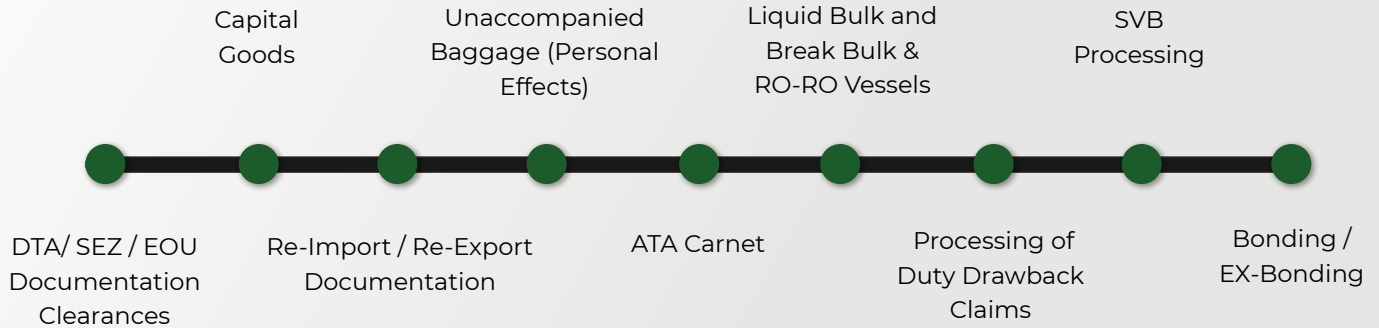 Capital
Goods
Unaccompanied
Baggage (Personal
Effects)
Liquid Bulk and
Break Bulk &
RO-RO Vessels
SVB
Processing
DTA/ SEZ / EOU
Documentation
Clearances
Re-Import / Re-Export
Documentation
ATA Carnet
Processing of
Duty Drawback
Claims
Bonding /
EX-Bonding